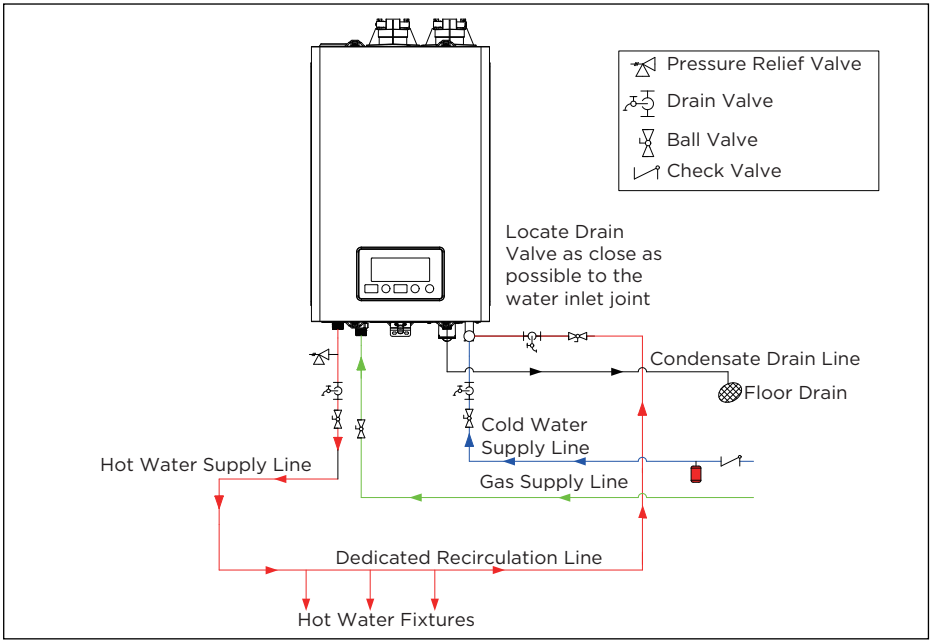 Pressure Relief Valve
Drain Valve
Ball Valve
Check Valve
Locate Drain
Valve as close as
possible to the
water inlet joint
Condensate Drain Line
Floor Drain
Cold Water
Supply Line
Hot Water Supply Line
Gas Supply Line
Dedicated Recirculation Line
Hot Water Fixtures